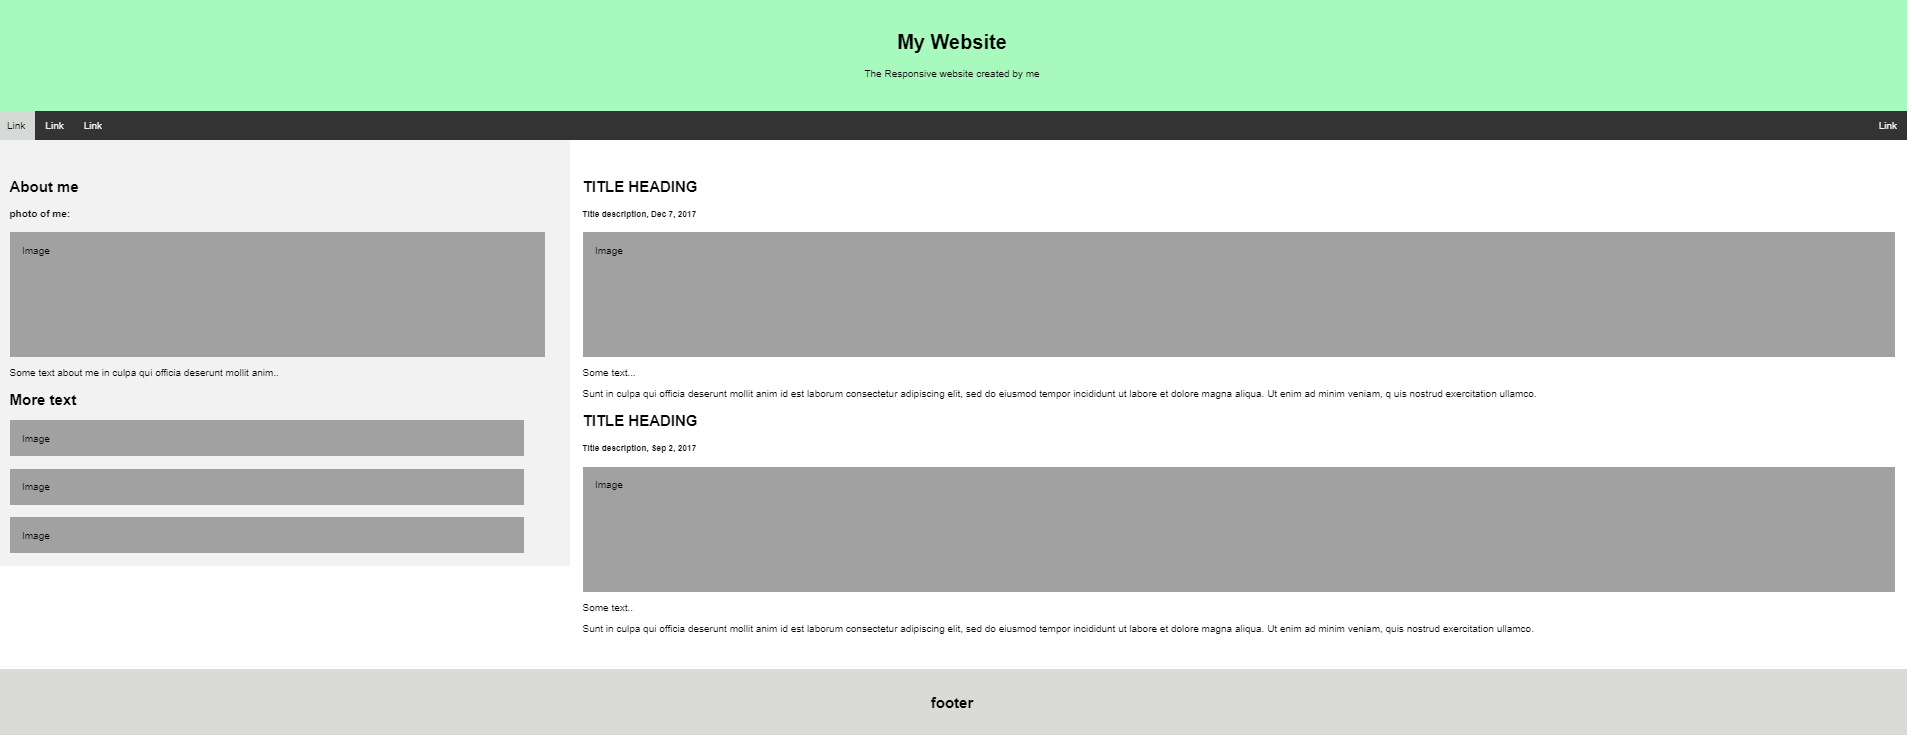 My Website
The Responsive website created by me
Link Link Link Link
About me
photo of me:
Image
Some text about me in culpa qui officia deserunt mollit anim..
More text
Image
Image
Image
TITLE HEADING
Title description, Dec 7, 2017
Image
Some text...
Sunt in culpa qui officia deserunt mollit anim id est laborum consectetur adipiscing elit, sed do eiusmod tempor incididunt ut labore et dolore magna aliqua. Ut enim ad minim veniam, q uis nostrud exercitation ullamco.
TITLE HEADING
Title description, Sep 2, 2017
Image
Some text..
Sunt in culpa qui officia deserunt mollit anim id est laborum consectetur adipiscing elit, sed do eiusmod tempor incididunt ut labore et dolore magna aliqua. Ut enim ad minim veniam, quis nostrud exercitation ullamco.
footer